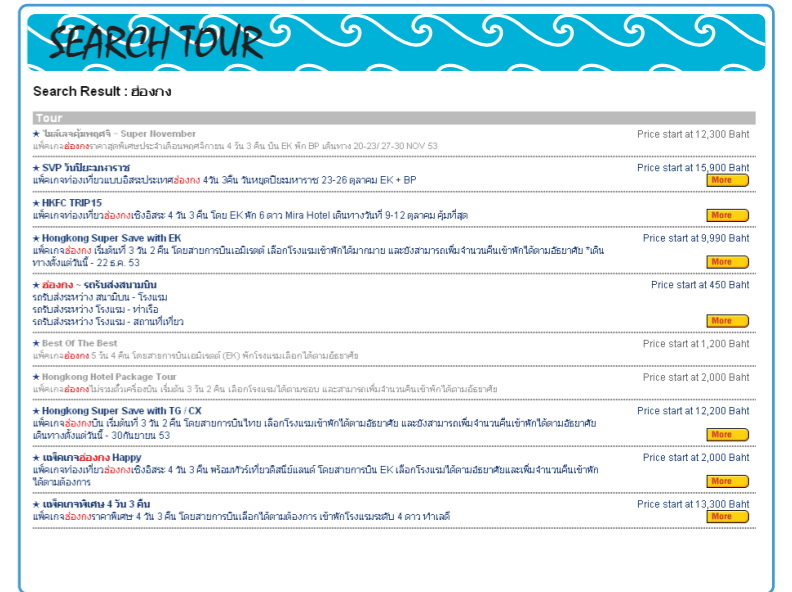 SEARCH TOUR
Search Result : ฮ่องกง
Tour
★ ไมล์เลจคุ้มพฤศจิ ~ Super November
Price start at 12,300 Baht
แพ็คเกจฮ่องกงราคาสุดพิเศษประจำเดือนพฤศจิกายน 4 วัน 3 คืน บิน EK พัก BP เดินทาง 20-23/ 27-30 NOV 53
★ SVP วันปิยะมหาราช
Price start at 15,900 Baht
แพ็คเกจท่องเที่ยวแบบอิสระประเทศฮ่องกง 4วัน 3คืน วันหยุดปิยะมหาราช 23-26 ตุลาคม EK + BP
More
★ HKFC TRIP15
แพ็คเกจท่องเที่ยวฮ่องกงเชิงอิสระ 4 วัน 3 คืน โดย EK พัก 6 ดาว Mira Hotel เดินทางวันที่ 9-12 ตุลาคม คุ้มที่สุด
More
★ Hongkong Super Save with EK
Price start at 9,990 Baht
แพ็คเกจฮ่องกง เริ่มต้นที่ 3 วัน 2 คืน โดยสายการบินเอมิเรตต์ เลือกโรงแรมเข้าพักได้มากมาย และยังสามารถเพิ่มจำนวนคืนเข้าพักได้ตามอัธยาศัย *เดิน
ทางตั้งแต่วันนี้ - 22 ธ.ค. 53
More
★ ฮ่องกง ~ รถรับส่งสนามบิน
Price start at 450 Baht
รถรับส่งระหว่าง สนามิบน - โรงแรม
รถรับส่งระหว่าง โรงแรม - ท่าเรือ
รถรับส่งระหว่าง โรงแรม - สถานที่เที่ยว
More
★ Best Of The Best
Price start at 1,200 Baht
แพ็คเกจฮ่องกง 5 วัน 4 คืน โดยสายการบินเอมิเรตต์ (EK) พักโรงแรมเลือกได้ตามอัธยาศัย
★ Hongkong Hotel Package Tour
Price start at 2,000 Baht
แพ็คเกจฮ่องกงไม่รวมตั๋วเครื่องบิน เริ่มต้น 3 วัน 2 คืน เลือกโรงแรมได้ตามชอบ และสามารถเพิ่มจำนวนคืนเข้าพักได้ตามอัธยาศัย
★ Hongkong Super Save with TG / CX
Price start at 12,200 Baht
แพ็คเกจฮ่องกงบิน เริ่มต้นที่ 3 วัน 2 คืน โดยสายการบินไทย เลือกโรงแรมเข้าพักได้ตามอัธยาศัย และยังสามารถเพิ่มจำนวนคืนเข้าพักได้ตามอัธยาศัย
เดินทางตั้งแต่วันนี้ - 30กันยายน 53
More
★ แพ็คเกจฮ่องกง Happy
Price start at 2,000 Baht
แพ็คเกจท่องเที่ยวฮ่องกงเชิงอิสระ 4 วัน 3 คืน พร้อมทัวร์เที่ยวดิสนีย์แลนด์ โดยสายการบิน EK เลือกโรงแรมได้ตามอัธยาศัยและเพิ่มจำนวนคืนเข้าพัก
ได้ตามต้องการ
More
★ แพ็คเกจพิเศษ 4 วัน 3 คืน
Price start at 13,300 Baht
แพ็คเกจฮ่องกงราคาพิเศษ 4 วัน 3 คืน โดยสายการบินเลือกได้ตามต้องการ เข้าพักโรงแรมระดับ 4 ดาว ทำเลดี
More